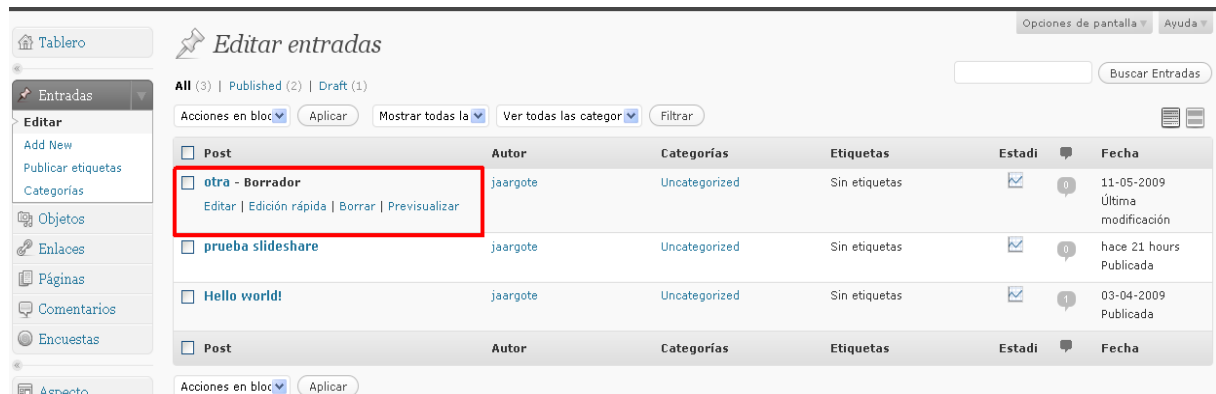 Opciones de pantalla Ayuda
Tablero
Editar entradas
All (3) | Published (2) | Draft (1)
Buscar Entradas
Entradas
Acciones en bloc Aplicar Mostrar todas la Ver todas las categor Filtrar
Editar
Add New
Publicar etiquetas
Categorías
Objetos
Enlaces
Páginas
Comentarios
Encuestas
Aspecto
Post Autor Categorías Etiquetas Estadi Fecha
otra - Borrador jaargote Uncategorized Sin etiquetas 0 11-05-2009
Editar | Edición rápida | Borrar | Previsualizar Última
modificación
prueba slideshare jaargote Uncategorized Sin etiquetas 0 hace 21 hours
Publicada
Hello world! jaargote Uncategorized Sin etiquetas 1 03-04-2009
Publicada
Post Autor Categorías Etiquetas Estadi Fecha
Acciones en bloc Aplicar